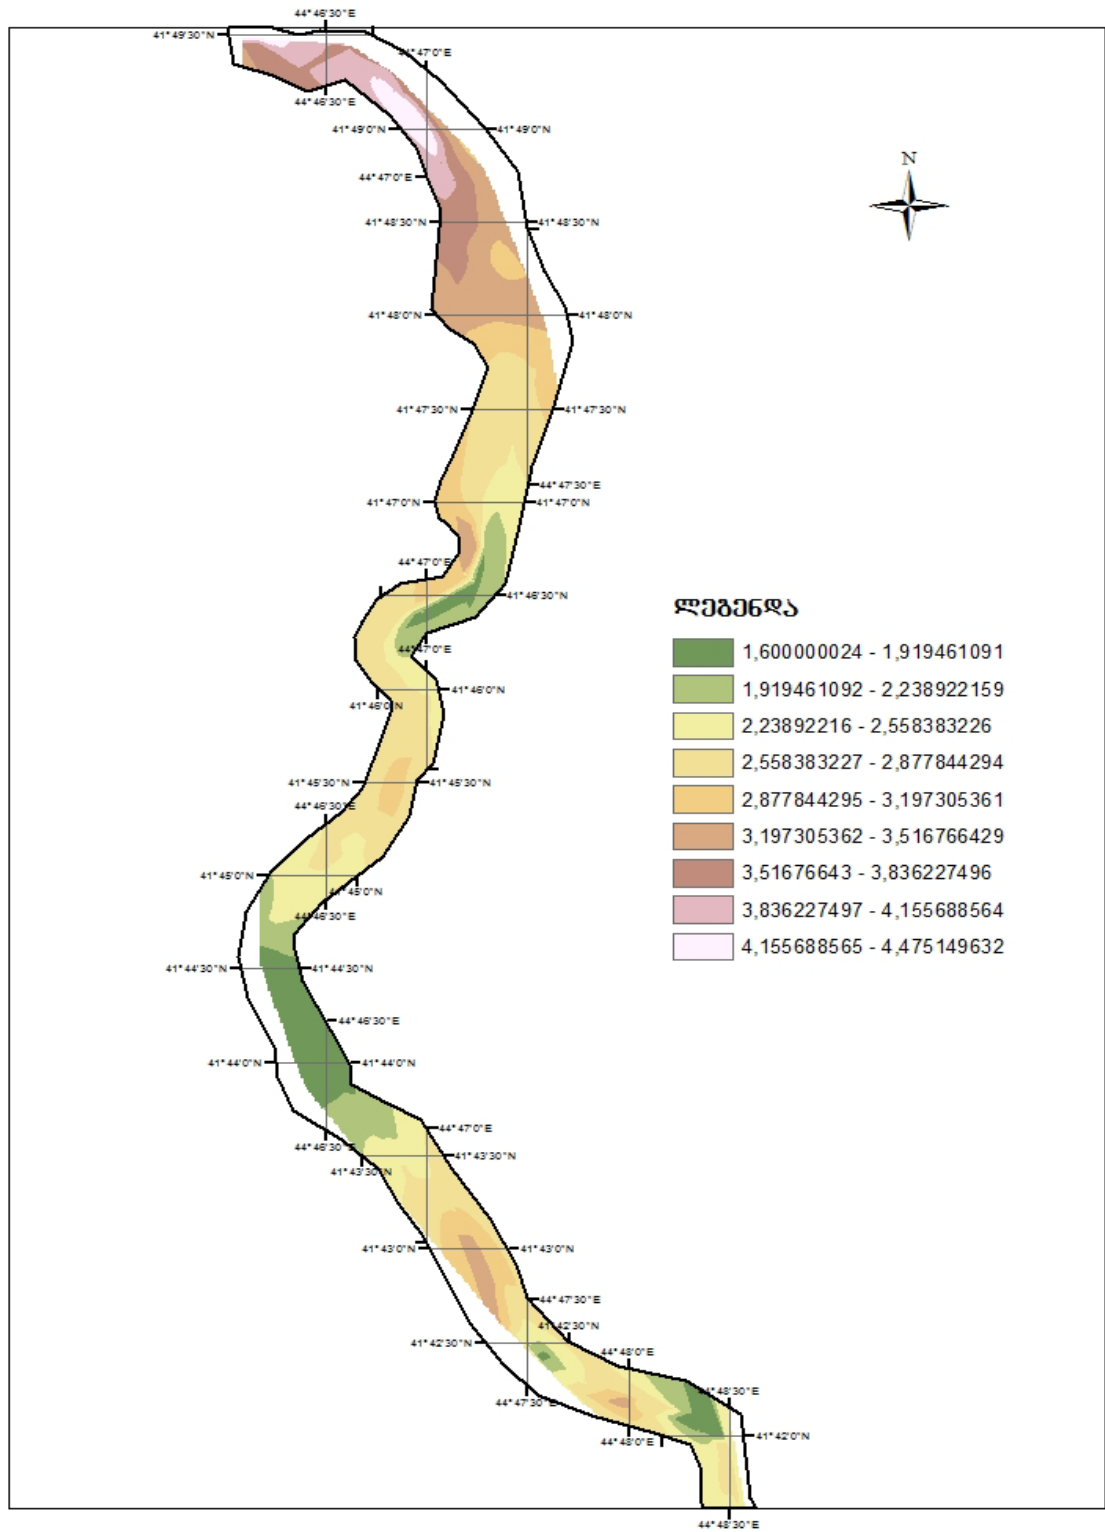 44°46'30"E
41°49'30"N
44°47'0"E
44°46'30"E
41°49'0"N
41°49'0"N
N
44°47'0"E
41°48'30"N
41°48'30"N
41°48'0"N
41°48'0"N
41°47'30"N
41°47'30"N
44°47'30"E
41°47'0"N
41°47'0"N
44°47'0"E
41°46'30"N
44°47'0"E
41°46'0"N
41°46'0"N
41°45'30"N
41°45'30"N
44°46'30"E
41°45'0"N
41°45'0"N
44°46'30"E
41°44'30"N
41°44'30"N
44°46'30"E
41°44'0"N
41°44'0"N
44°47'0"E
44°46'30"E
41°43'30"N
41°43'30"N
41°43'0"N
41°43'0"N
44°47'30"E
41°42'30"N
41°42'30"N
44°48'0"E
44°48'30"E
44°47'30"E
44°48'0"E
41°42'0"N
44°48'30"E
ლეგენდა
1,600000024 - 1,919461091
1,919461092 - 2,238922159
2,23892216 - 2,558383226
2,558383227 - 2,877844294
2,877844295 - 3,197305361
3,197305362 - 3,516766429
3,51676643 - 3,836227496
3,836227497 - 4,155688564
4,155688565 - 4,475149632